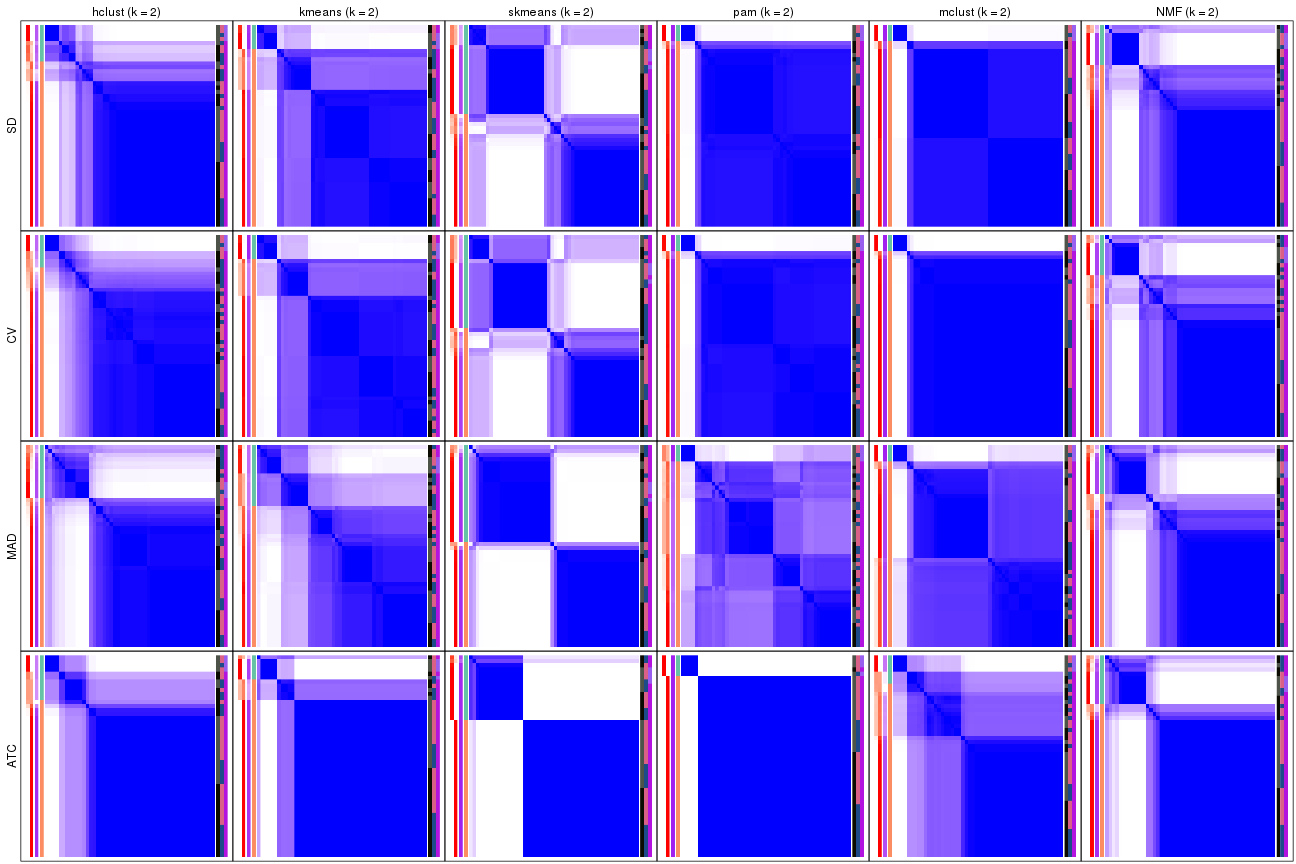 hclust (k = 2)
kmeans (k = 2)
skmeans (k = 2)
pam (k = 2)
mclust (k = 2)
NMF (k = 2)
SD
CV
MAD
ATC